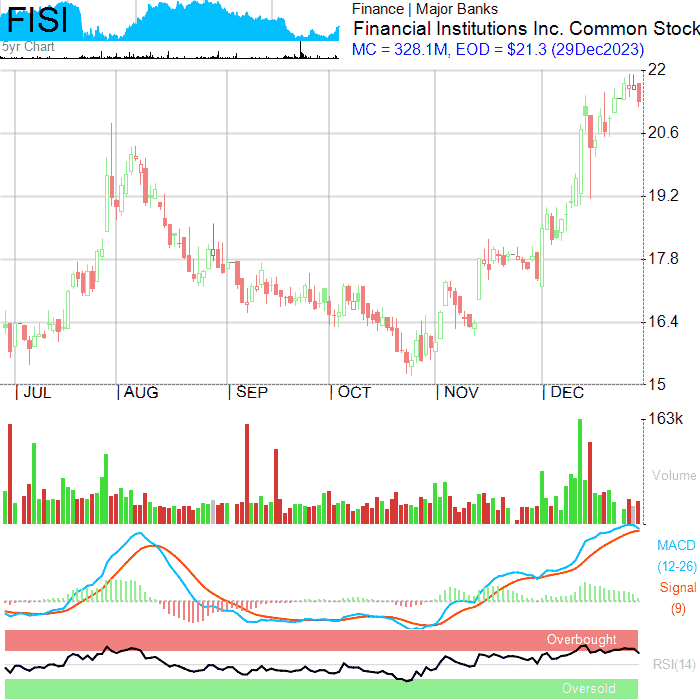 FISI
5yr Chart
Finance | Major Banks
Financial Institutions Inc. Common Stock
MC = 328.1M, EOD = $21.3 (29Dec2023)
22
20.6
19.2
17.8
16.4
15
JUL AUG SEP OCT NOV DEC
163k
Volume
MACD
(12-26)
Signal
(9)
Overbought
RSI(14)
Oversold